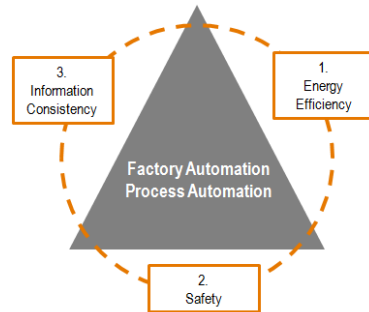 3.
Information
Consistency
1.
Energy
Efficiency
Factory Automation
Process Automation
2.
Safety